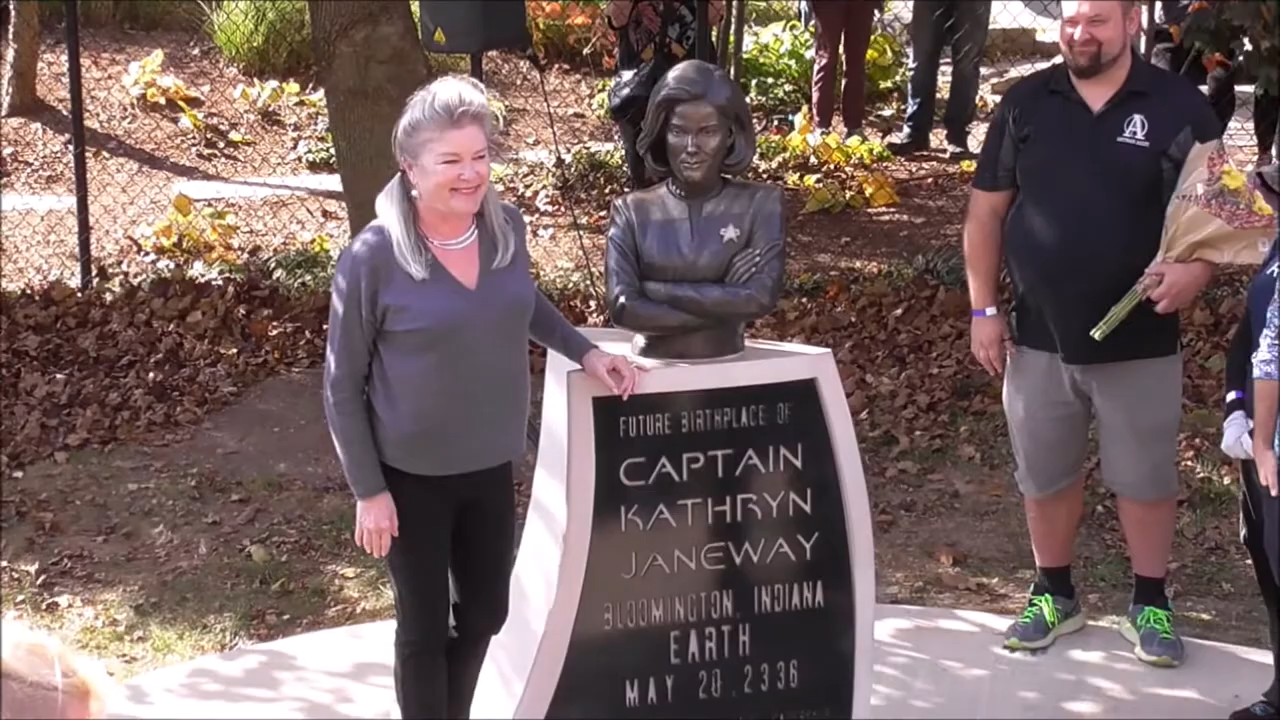 FUTURE BIRTHPLACE OF
CAPTAIN
KATHRYN
JANEWAY
BLOOMINGTON, INDIANA
EARTH
MAY 20, 2336